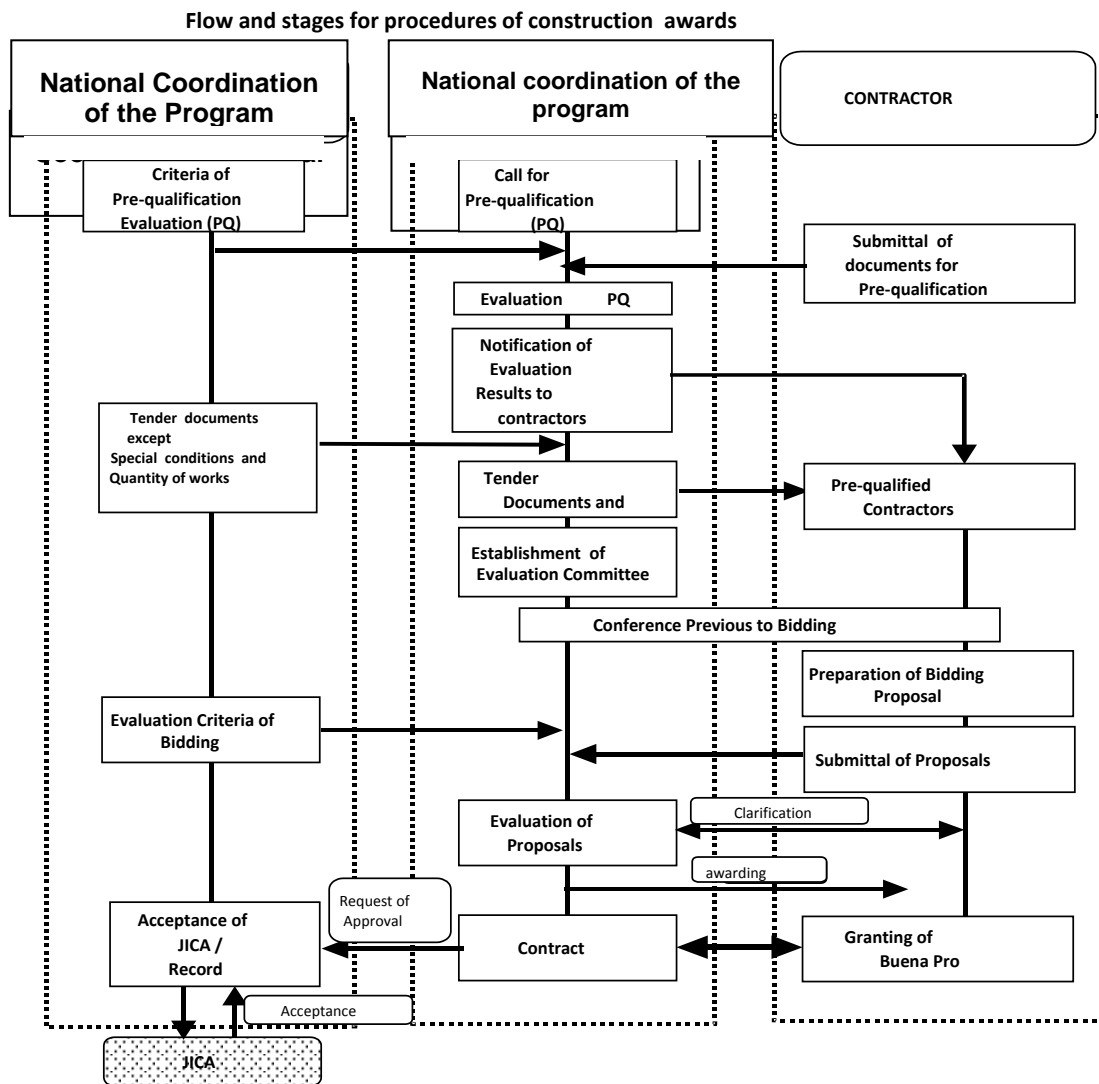 Flow and stages for procedures of construction awards
National Coordination
of the Program
National coordination of the
program
CONTRACTOR
Criteria of
Pre-qualification
Evaluation (PQ)
Call for
Pre-qualification
(PQ)
Submittal of
documents for
Pre-qualification
Evaluation PQ
Notification of
Evaluation
Results to
contractors
Tender documents
except
Special conditions and
Quantity of works
Tender
Documents and
Pre-qualified
Contractors
Establishment of
Evaluation Committee
Conference Previous to Bidding
Preparation of Bidding
Proposal
Evaluation Criteria of
Bidding
Submittal of Proposals
Clarification
Evaluation of
Proposals
awarding
Request of
Approval
Acceptance of
JICA /
Record
Contract
Granting of
Buena Pro
Acceptance
JICA